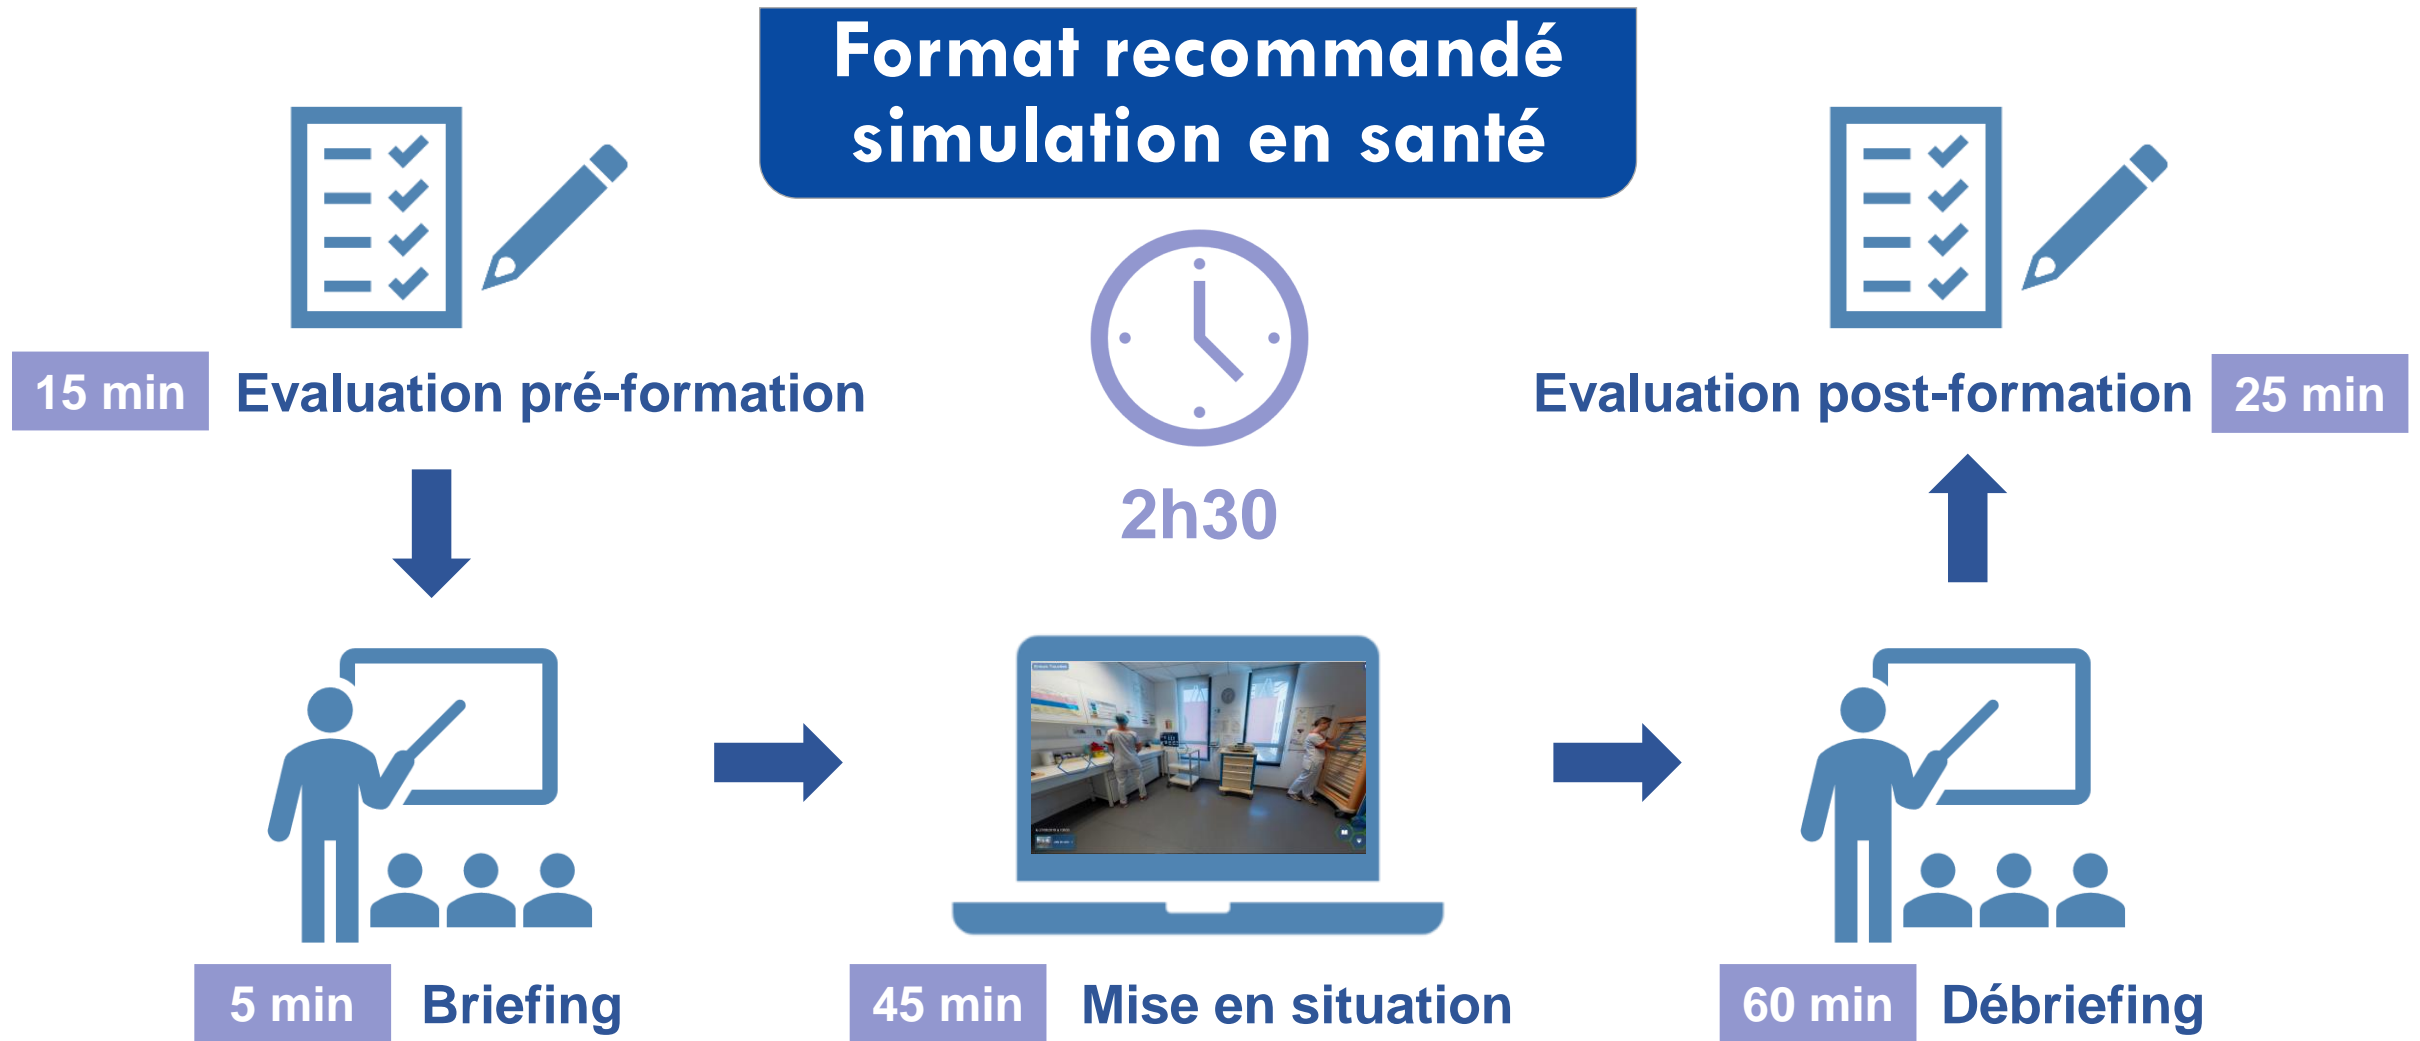 Format recommandé
simulation en santé
15 min
Evaluation pré-formation
2h30
Evaluation post-formation
25 min
5 min
Briefing
45 min
Mise en situation
60 min
Débriefing